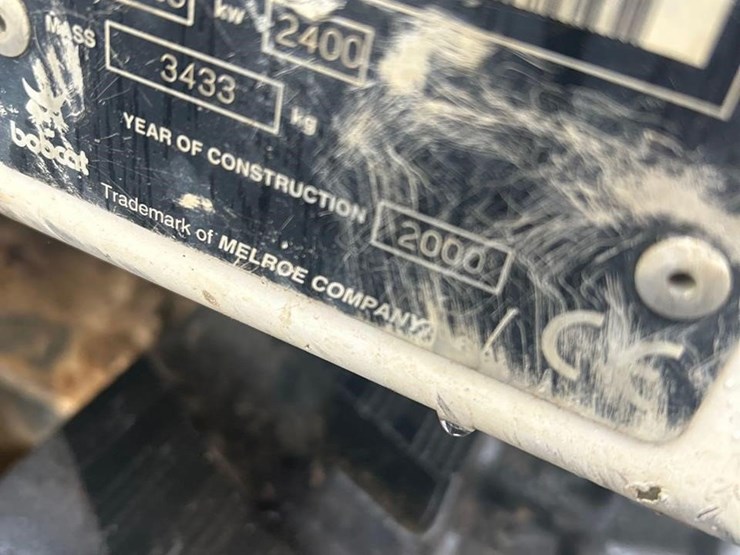 kw 2400
MASS 3433 kg
bobcat
YEAR OF CONSTRUCTION 2000
Trademark of MELROE COMPANY
CE